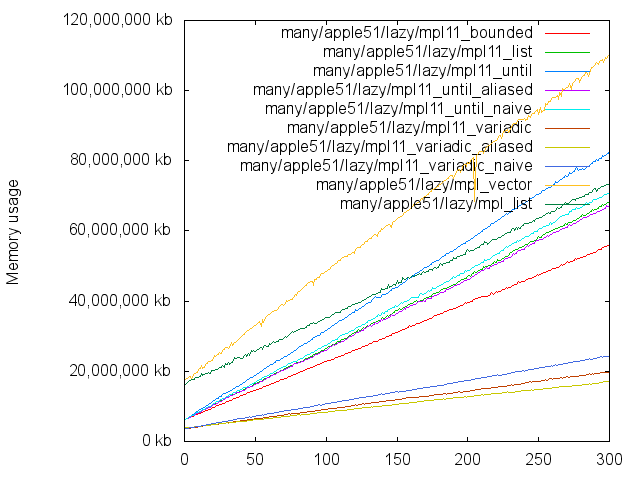 120,000,000 kb
100,000,000 kb
80,000,000 kb
60,000,000 kb
40,000,000 kb
20,000,000 kb
0 kb
Memory usage
many/apple51/lazy/mpl11_bounded
many/apple51/lazy/mpl11_list
many/apple51/lazy/mpl11_until
many/apple51/lazy/mpl11_until_aliased
many/apple51/lazy/mpl11_until_naive
many/apple51/lazy/mpl11_variadic
many/apple51/lazy/mpl11_variadic_aliased
many/apple51/lazy/mpl11_variadic_naive
many/apple51/lazy/mpl_vector
many/apple51/lazy/mpl_list
0 50 100 150 200 250 300